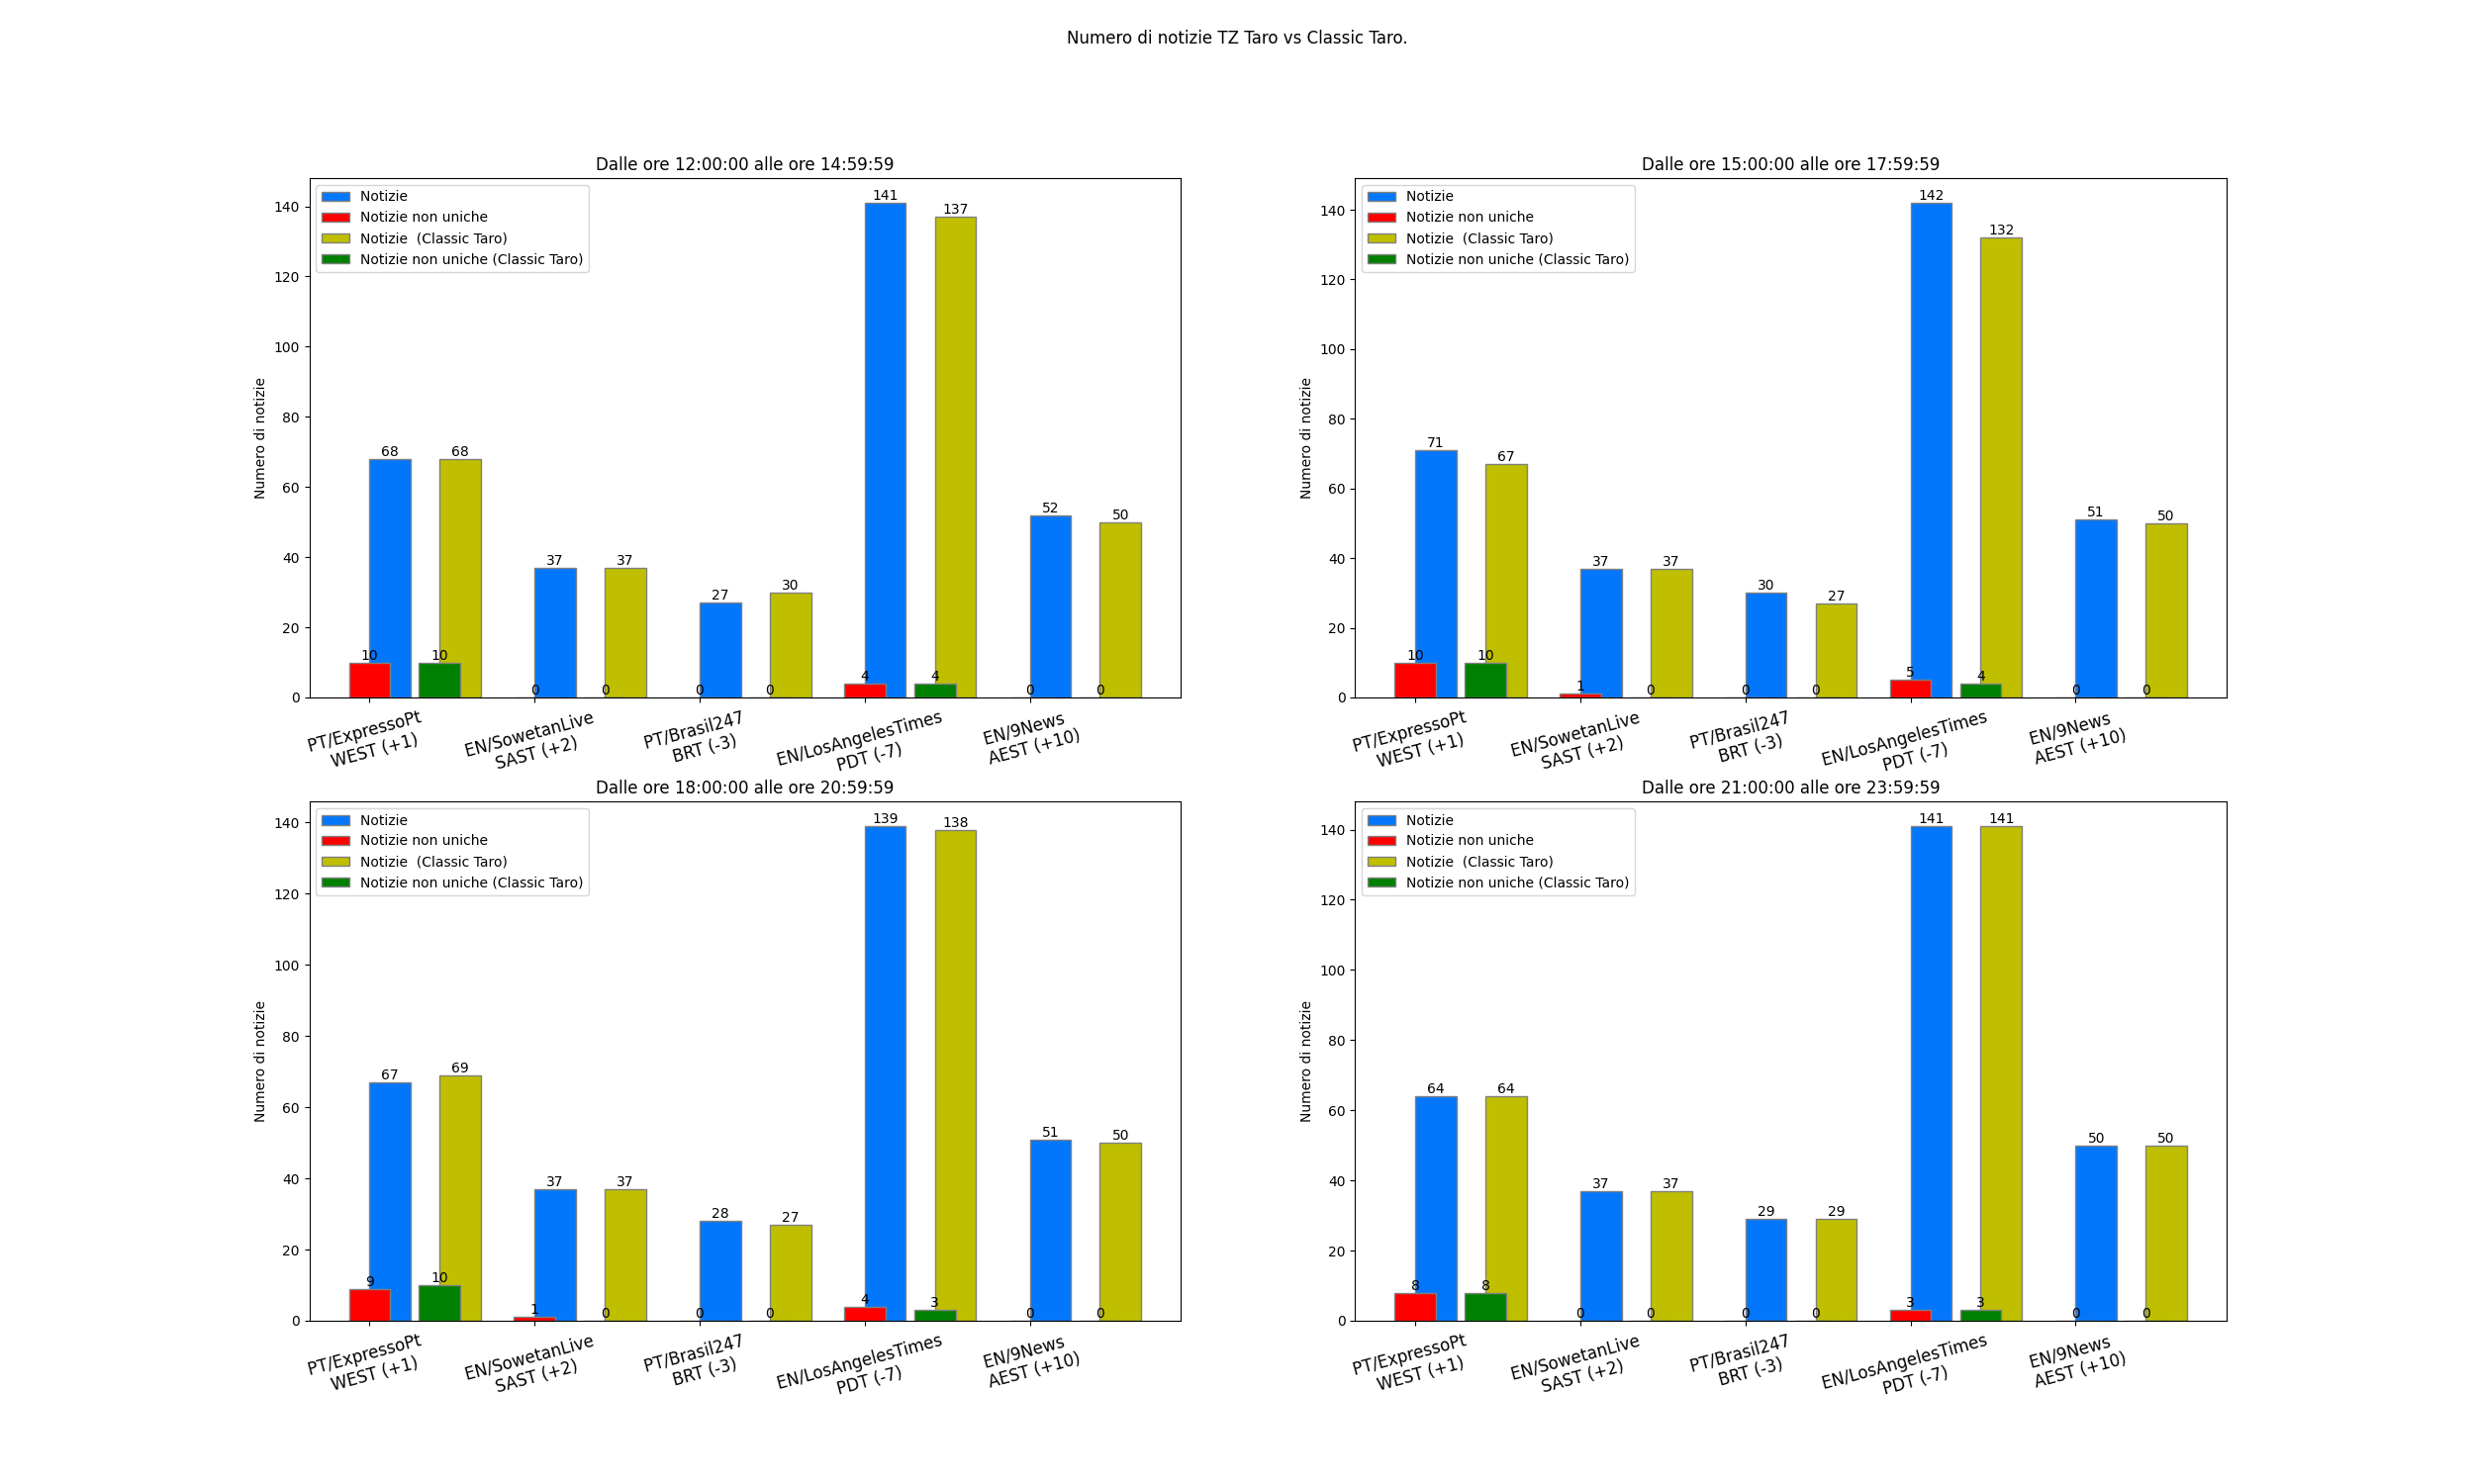 Numero di notizie TZ Taro vs Classic Taro.
Dalle ore 12:00:00 alle ore 14:59:59
Notizie
Notizie non uniche
Notizie  (Classic Taro)
Notizie non uniche (Classic Taro)
Numero di notizie
140
120
100
80
60
40
20
0
68
68
37
37
27
30
141
137
52
50
10
10
0
0
0
0
4
4
0
0
PT/ExpressoPt
WEST (+1)
EN/SowetanLive
SAST (+2)
PT/Brasil247
BRT (-3)
EN/LosAngelesTimes
PDT (-7)
EN/9News
AEST (+10)
Dalle ore 15:00:00 alle ore 17:59:59
Notizie
Notizie non uniche
Notizie  (Classic Taro)
Notizie non uniche (Classic Taro)
Numero di notizie
140
120
100
80
60
40
20
0
71
67
37
37
30
27
142
132
51
50
10
10
1
0
0
0
5
4
0
0
PT/ExpressoPt
WEST (+1)
EN/SowetanLive
SAST (+2)
PT/Brasil247
BRT (-3)
EN/LosAngelesTimes
PDT (-7)
EN/9News
AEST (+10)
Dalle ore 18:00:00 alle ore 20:59:59
Notizie
Notizie non uniche
Notizie  (Classic Taro)
Notizie non uniche (Classic Taro)
Numero di notizie
140
120
100
80
60
40
20
0
67
69
37
37
28
27
139
138
51
50
9
10
1
0
0
0
4
3
0
0
PT/ExpressoPt
WEST (+1)
EN/SowetanLive
SAST (+2)
PT/Brasil247
BRT (-3)
EN/LosAngelesTimes
PDT (-7)
EN/9News
AEST (+10)
Dalle ore 21:00:00 alle ore 23:59:59
Notizie
Notizie non uniche
Notizie  (Classic Taro)
Notizie non uniche (Classic Taro)
Numero di notizie
140
120
100
80
60
40
20
0
64
64
37
37
29
29
141
141
50
50
8
8
0
0
0
0
3
3
0
0
PT/ExpressoPt
WEST (+1)
EN/SowetanLive
SAST (+2)
PT/Brasil247
BRT (-3)
EN/LosAngelesTimes
PDT (-7)
EN/9News
AEST (+10)